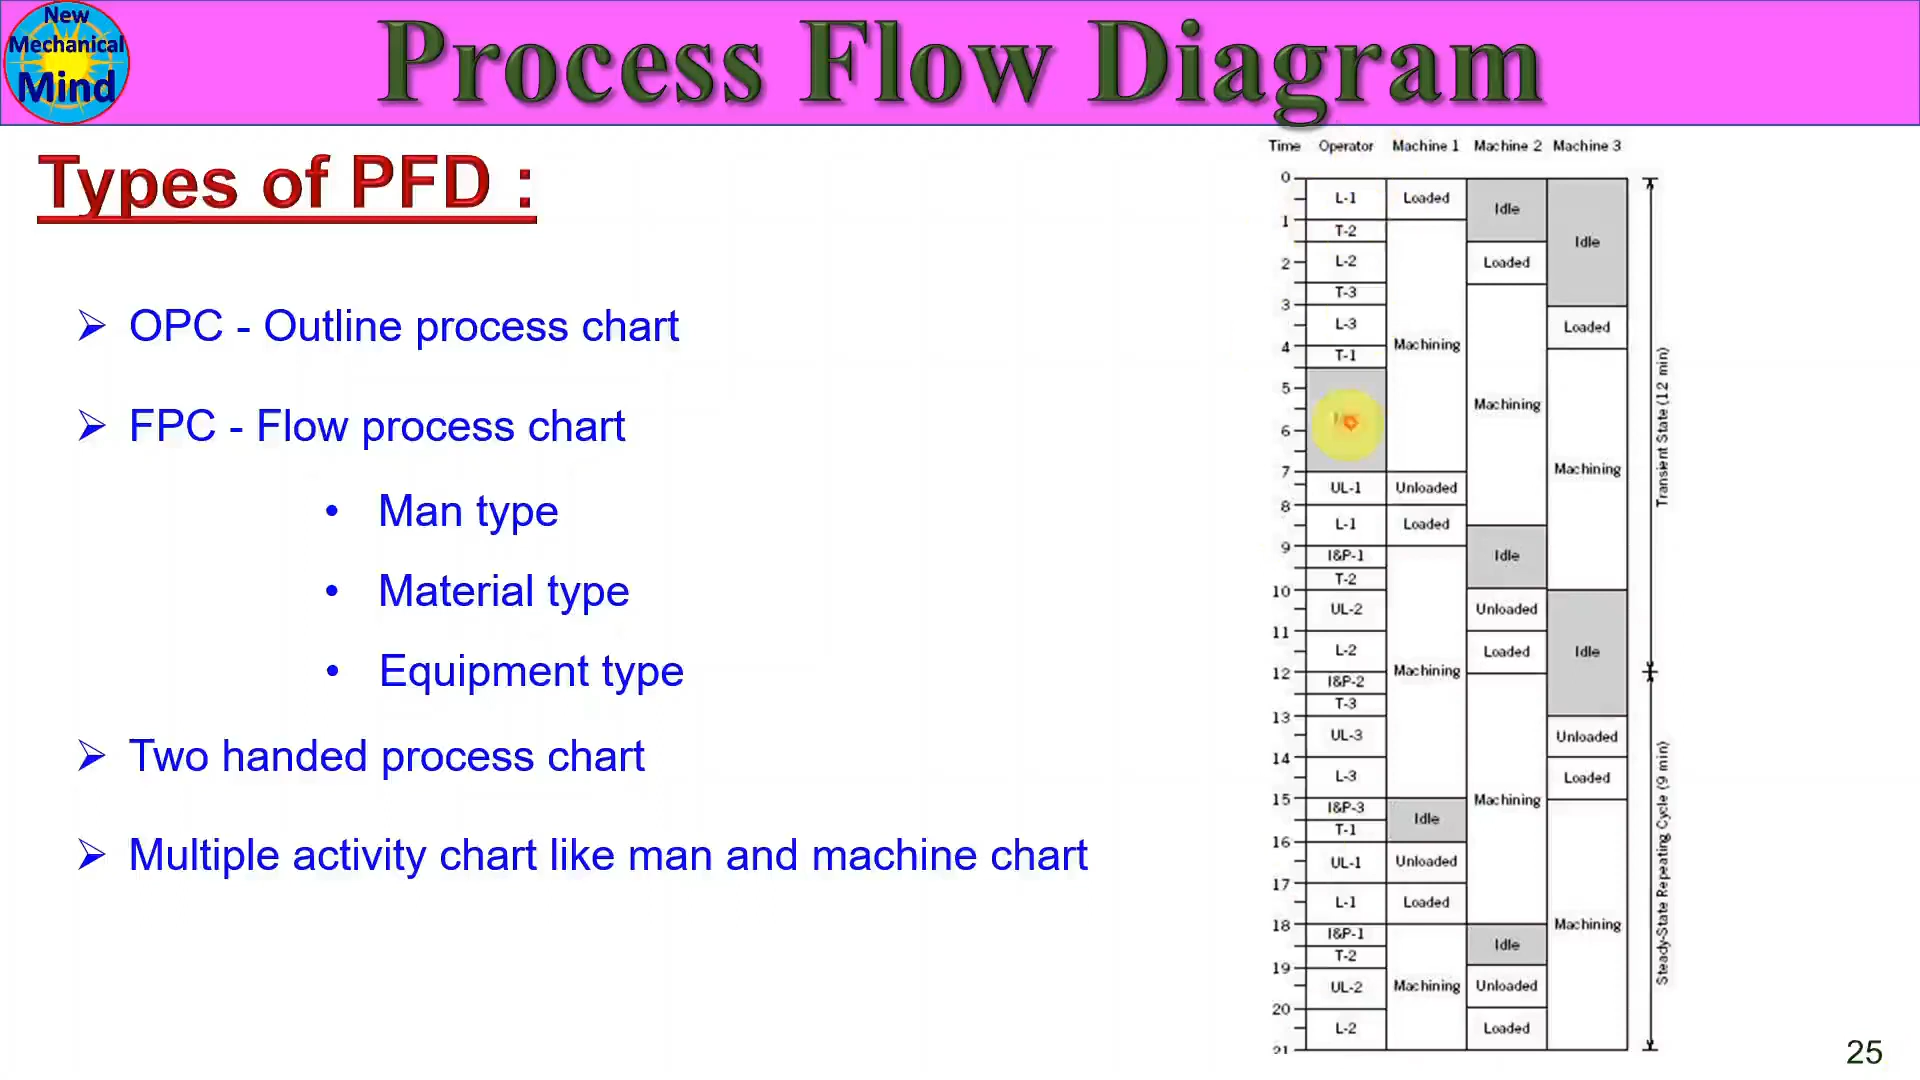 New
Mechanical
Mind
Process Flow Diagram
Types of PFD :
➢ OPC - Outline process chart
➢ FPC - Flow process chart
• Man type
• Material type
• Equipment type
➢ Two handed process chart
➢ Multiple activity chart like man and machine chart
Time Operator Machine 1 Machine 2 Machine 3
0
L-1 Loaded Idle
1
T-2 Idle
2 L-2 Loaded
T-3
3
L-3 Loaded
4 Machining
T-1
5 Machining
6
7 Machining
UL-1 Unloaded
8
L-1 Loaded
9
I&P-1 Idle
T-2
10
UL-2 Unloaded
11
L-2 Loaded Idle
12 Machining
I&P-2
T-3
13
UL-3 Unloaded
14
L-3 Loaded
15 Machining
I&P-3 Idle
T-1
16
UL-1 Unloaded
17
L-1 Loaded
18 Machining
I&P-1 Idle
T-2
19
UL-2 Machining Unloaded
20
L-2 Loaded
21
Transient State (12 min)
Steady-State Repeating Cycle (9 min)
25